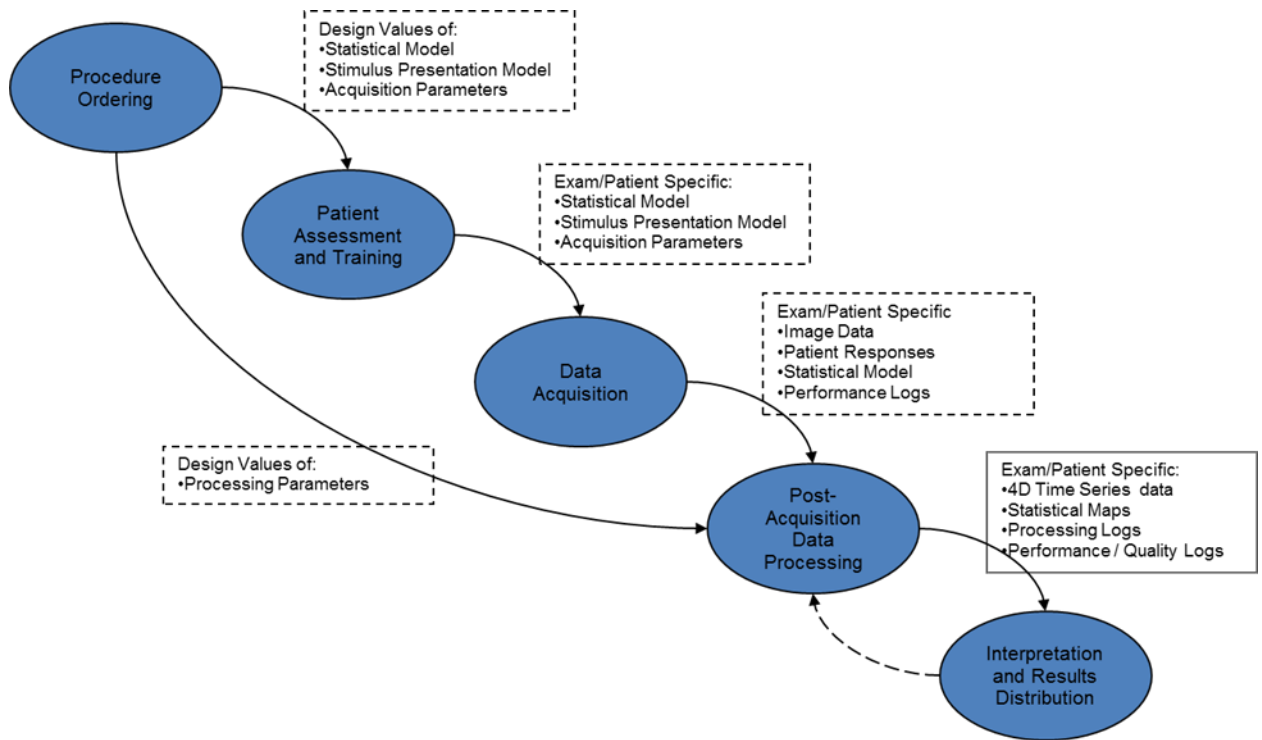 Procedure
Ordering
Design Values of:
•Statistical Model
•Stimulus Presentation Model
•Acquisition Parameters
Patient
Assessment
and Training
Exam/Patient Specific:
•Statistical Model
•Stimulus Presentation Model
•Acquisition Parameters
Data
Acquisition
Exam/Patient Specific
•Image Data
•Patient Responses
•Statistical Model
•Performance Logs
Design Values of:
•Processing Parameters
Post-
Acquisition
Data
Processing
Exam/Patient Specific:
•4D Time Series data
•Statistical Maps
•Processing Logs
•Performance / Quality Logs
Interpretation
and Results
Distribution